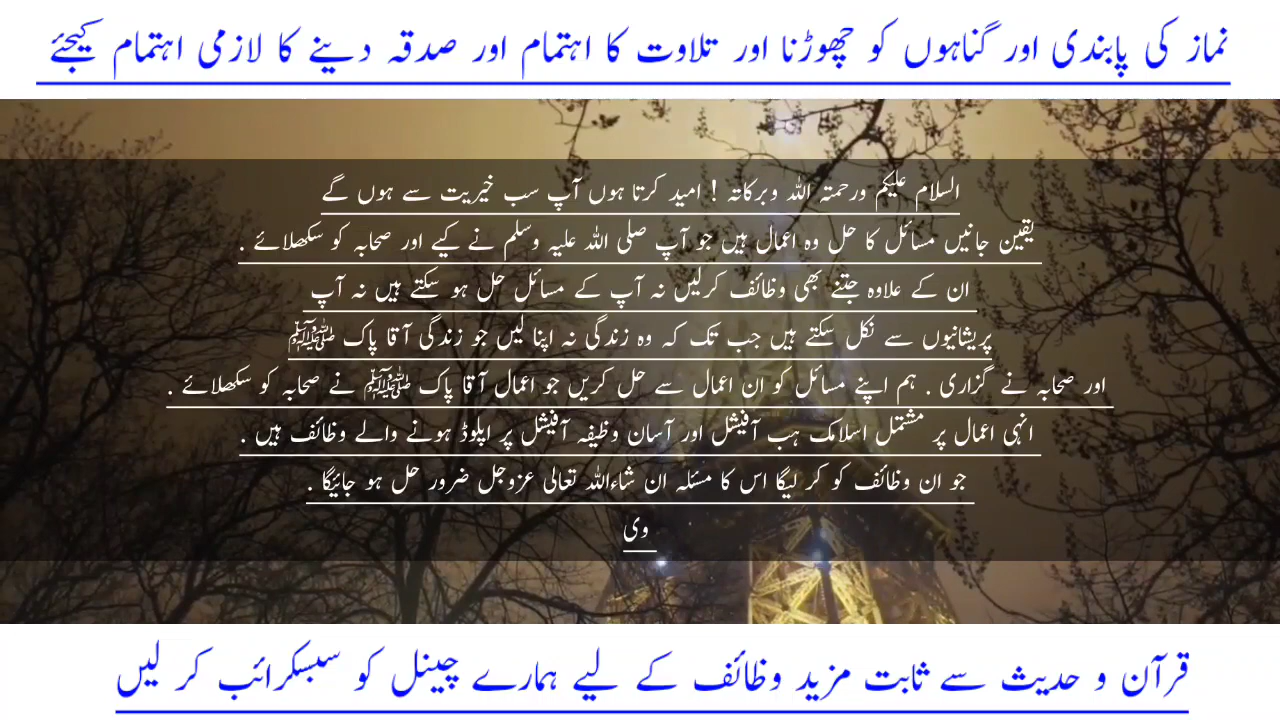 نماز کی پابندی اور گناہوں کو چھوڑنا اور تلاوت کا اہتمام اور صدقہ دینے کا لازمی اہتمام کیجئے
السلام علیکم ورحمتہ اللہ وبرکاتہ ! امید کرتا ہوں آپ سب خیریت سے ہوں گے
یقین جانیں مسائل کا حل وہ اعمال ہیں جو آپ صلی اللہ علیہ وسلم نے کیے اور صحابہ کو سکھلائے .
ان کے علاوہ جتنے بھی وظائف کرلیں نہ آپ کے مسائل حل ہو سکتے ہیں نہ آپ
پریشانیوں سے نکل سکتے ہیں جب تک کہ وہ زندگی نہ اپنا لیں جو زندگی آقا پاک ﷺ
اور صحابہ نے گزاری . ہم اپنے مسائل کو ان اعمال سے حل کریں جو اعمال آقا پاک ﷺ نے صحابہ کو سکھلائے .
انہی اعمال پر مشتمل اسلامک ہب آفیشل اور آسان وظیفہ آفیشل پر اپلوڈ ہونے والے وظائف ہیں .
جو ان وظائف کو کر لیگا اس کا مسئلہ ان شاءاللہ تعالی عزوجل ضرور حل ہو جائیگا .
وی
قرآن و حدیث سے ثابت مزید وظائف کے لیے ہمارے چینل کو سبسکرائب کر لیں